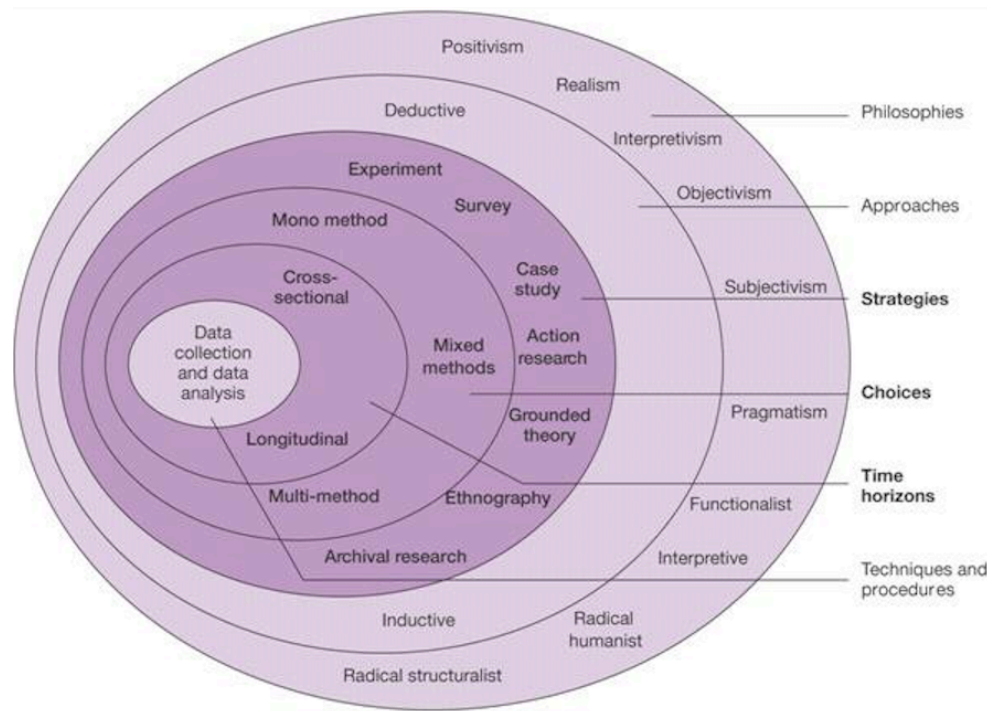 Positivism
Realism
Philosophies
Deductive
Interpretivism
Experiment
Objectivism
Survey
Approaches
Mono method
Cross-
sectional
Case
study
Subjectivism
Strategies
Data
collection
and data
analysis
Mixed
methods
Action
research
Choices
Grounded
theory
Pragmatism
Longitudinal
Time
horizons
Multi-method
Ethnography
Functionalist
Archival research
Interpretive
Techniques and
procedures
Inductive
Radical
humanist
Radical structuralist